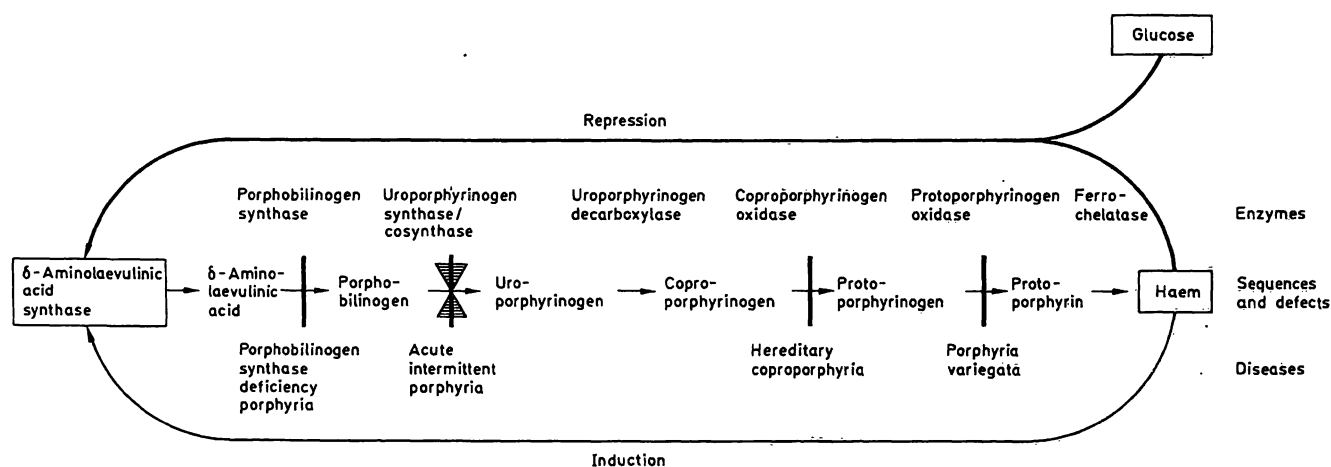 Glucose
Repression
Porphobilinogen
synthase
Uroporphyrinogen
synthase/
cosynthase
Uroporphyrinogen
decarboxylase
Coproporphyrinogen
oxidase
Protoporphyrinogen
oxidase
Ferro-
chelatase
Enzymes
δ-Aminolaevulinic
acid
synthase
δ-Amino-
laevulinic
acid
Porpho-
bilinogen
Uro-
porphyrinogen
Copro-
porphyrinogen
Proto-
porphyrinogen
Proto-
porphyrin
Haem
Sequences
and defects
Porphobilinogen
synthase
deficiency
porphyria
Acute
intermittent
porphyria
Hereditary
coproporphyria
Porphyria
variegata
Diseases
Induction